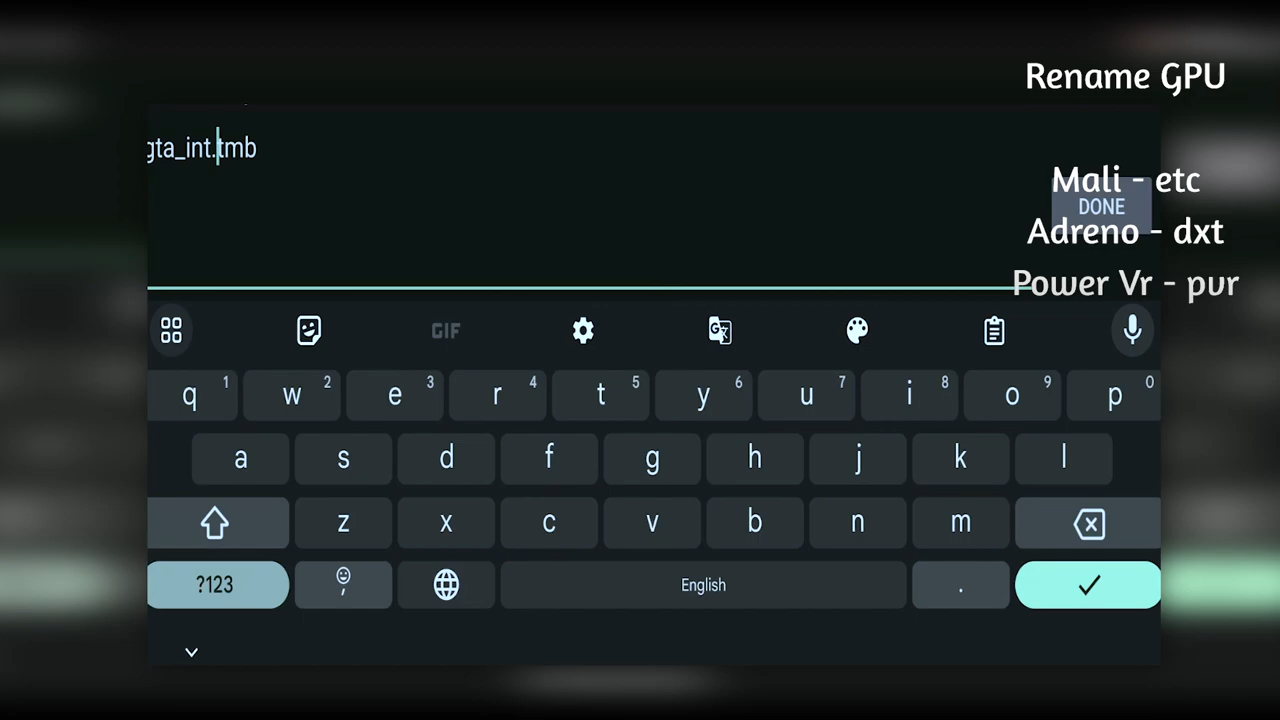 Rename GPU
gta_int.tmb
Mali - etc
DONE
Adreno - dxt
Power Vr - pvr
GIF
q 1 w 2 e 3 r 4 t 5 y 6 u 7 i 8 o 9 p 0
a s d f g h j k l
z x c v b n m
?123 , English .